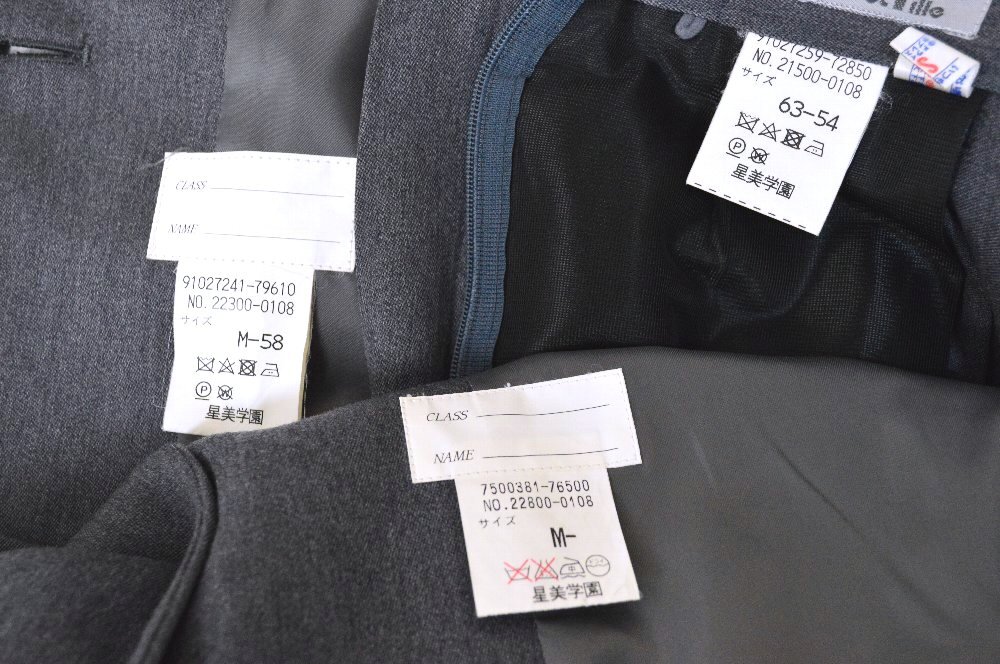 CLASS
NAME
91027241-79610
NO.22300-0108
サイズ
M-58
P
W
星美学園
91027259-72850
NO.21500-0108
サイズ
63-54
P
W
星美学園
CLASS
NAME
7500381-76500
NO.22800-0108
サイズ
M-
星美学園